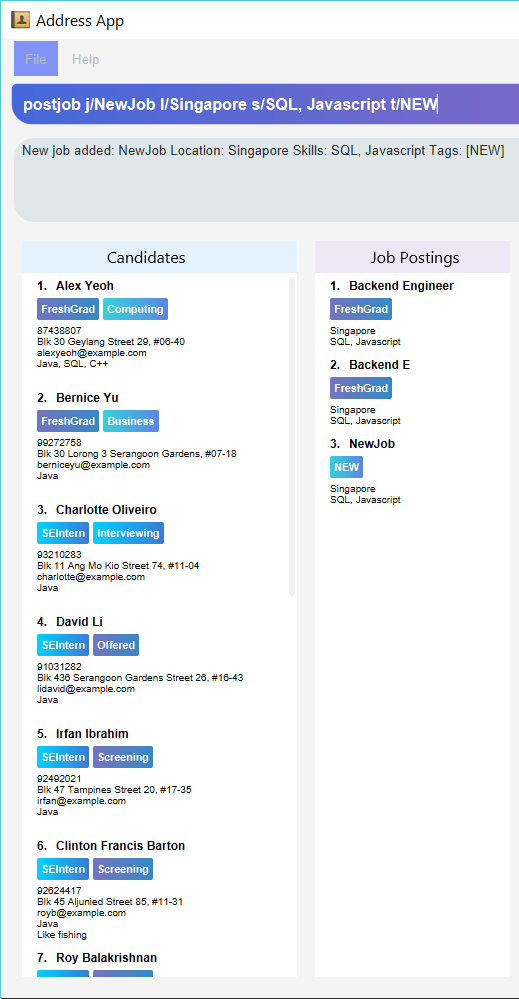 Address App
File Help
postjob j/NewJob l/Singapore s/SQL, Javascript t/NEW
New job added: NewJob Location: Singapore Skills: SQL, Javascript Tags: [NEW]
Candidates
1. Alex Yeoh
FreshGrad Computing
87438807
Blk 30 Geylang Street 29, #06-40
alexyeoh@example.com
Java, SQL, C++
2. Bernice Yu
FreshGrad Business
99272758
Blk 30 Lorong 3 Serangoon Gardens, #07-18
berniceyu@example.com
Java
3. Charlotte Oliveiro
SEIntern Interviewing
93210283
Blk 11 Ang Mo Kio Street 74, #11-04
charlotte@example.com
Java
4. David Li
SEIntern Offered
91031282
Blk 436 Serangoon Gardens Street 26, #16-43
lidavid@example.com
Java
5. Irfan Ibrahim
SEIntern Screening
92492021
Blk 47 Tampines Street 20, #17-35
irfan@example.com
Java
6. Clinton Francis Barton
SEIntern Screening
92624417
Blk 45 Aljunied Street 85, #11-31
royb@example.com
Java
Like fishing
7. Roy Balakrishnan
Job Postings
1. Backend Engineer
FreshGrad
Singapore
SQL, Javascript
2. Backend E
FreshGrad
Singapore
SQL, Javascript
3. NewJob
NEW
Singapore
SQL, Javascript